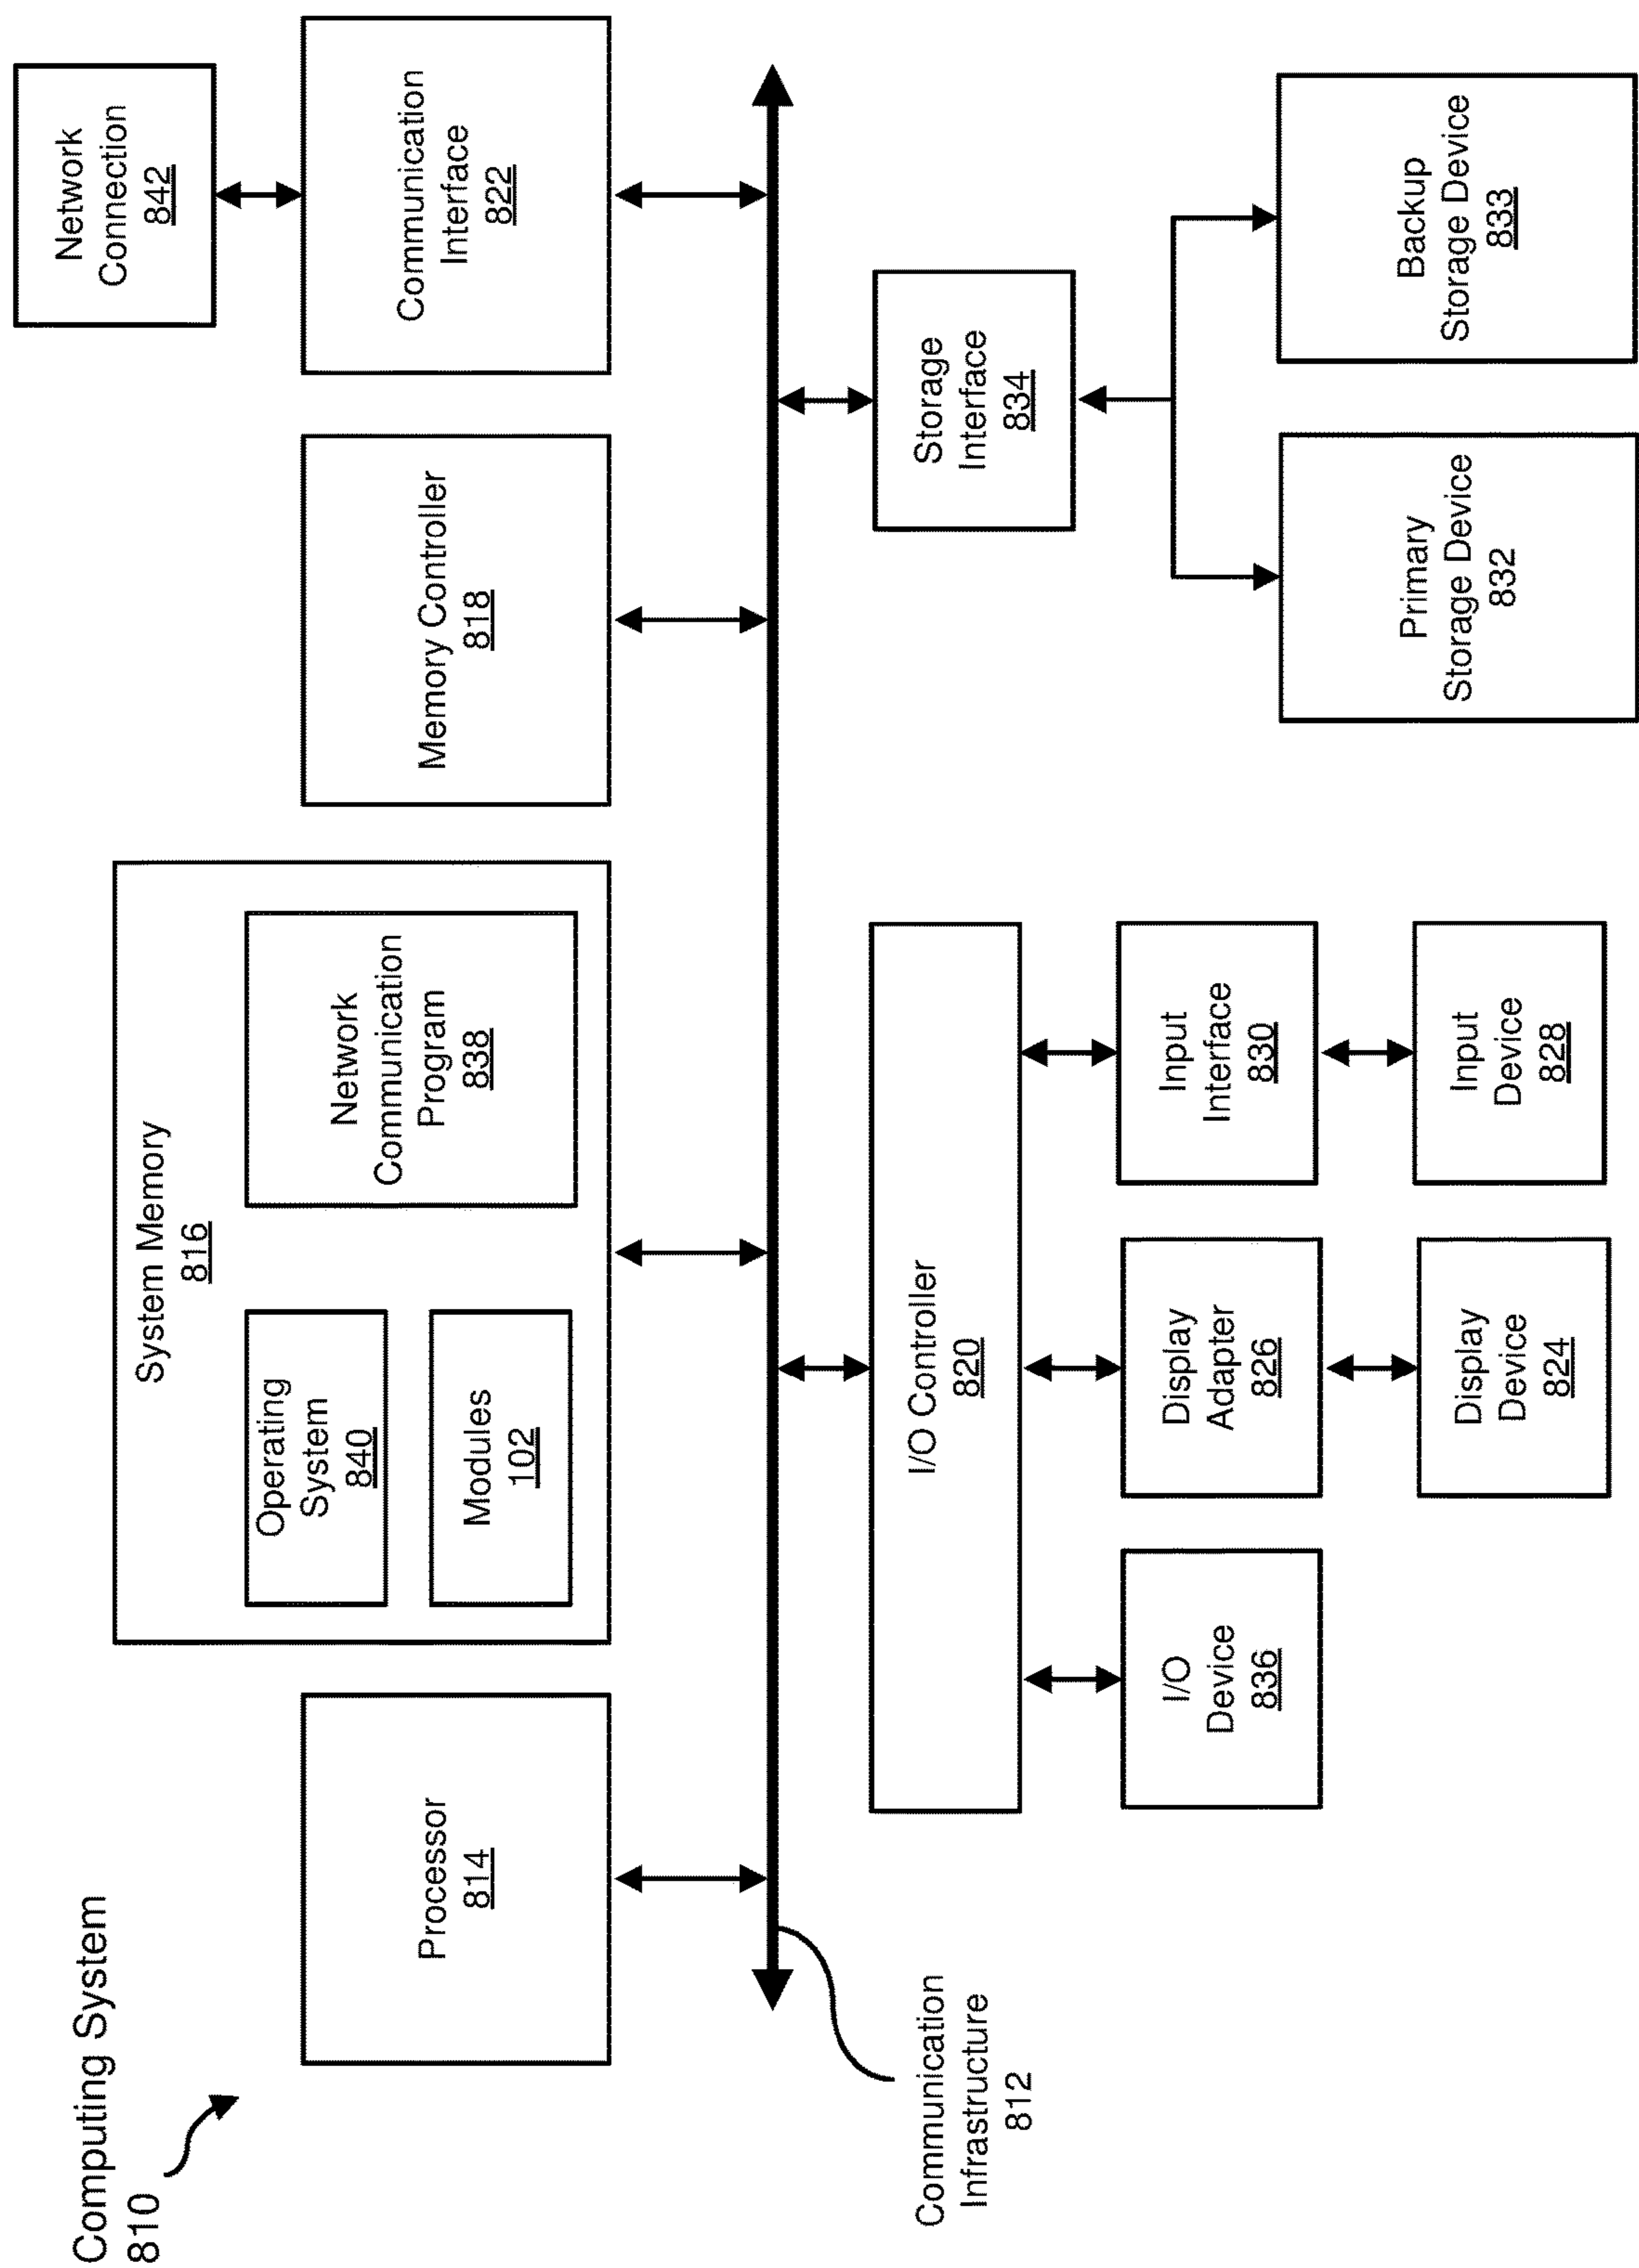 Computing System
810
Processor
814
System Memory
816
Operating
System
840
Modules
102
Network
Communication
Program
838
Memory Controller
818
Communication
Interface
822
Network
Connection
842
Communication
Infrastructure
812
I/O Controller
820
I/O
Device
836
Display
Adapter
826
Input
Interface
830
Display
Device
824
Input
Device
828
Storage
Interface
834
Primary
Storage Device
832
Backup
Storage Device
833